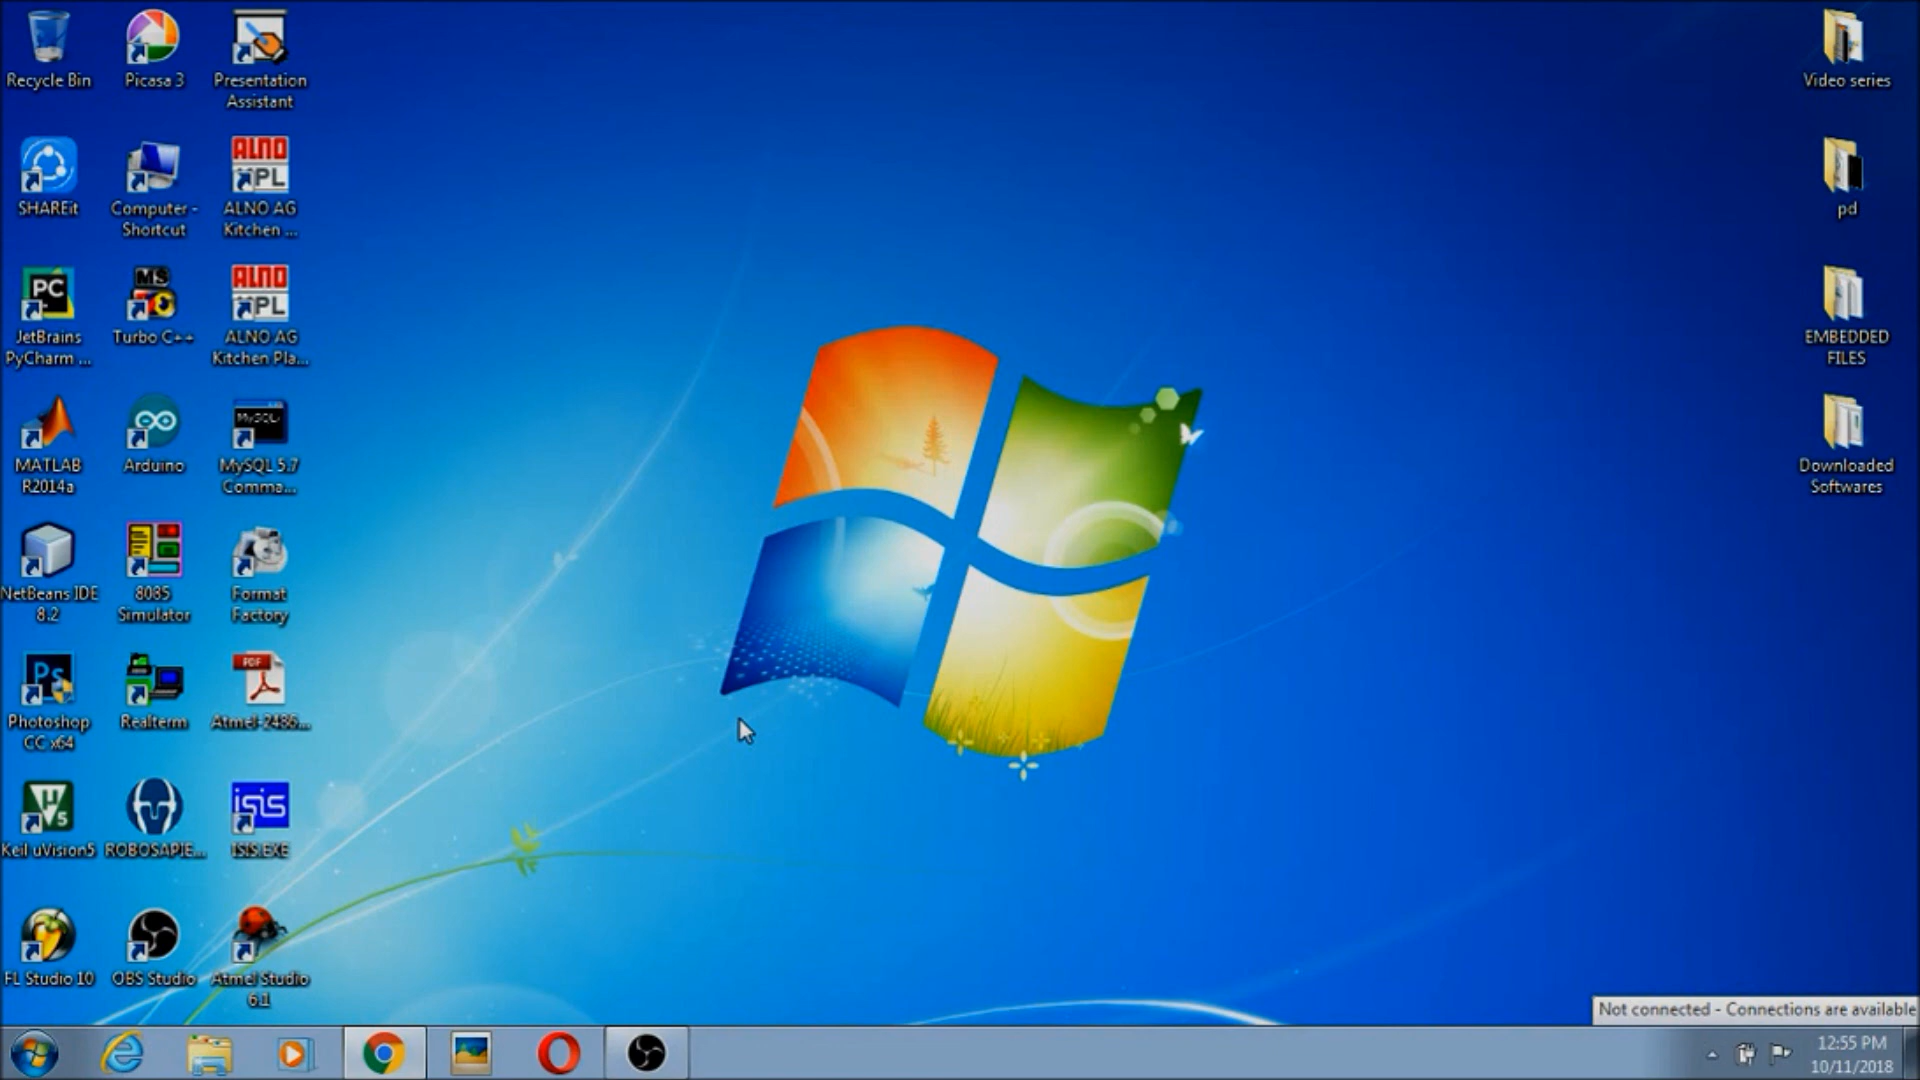 Recycle Bin
Picasa 3
Presentation
Assistant
SHAREit
Computer -
Shortcut
ALNO
PL
ALNO AG
Kitchen ...
PC
JetBrains
PyCharm ...
MS
Turbo C++
ALNO
PL
ALNO AG
Kitchen Pla...
MATLAB
R2014a
Arduino
MySQL
MySQL 5.7
Comma...
NetBeans IDE
8.2
8085
Simulator
Format
Factory
Ps
Photoshop
CC x64
Realterm
PDF
Atmel-2486...
5
Keil uVision5
ROBOSAPIE...
isis
ISIS.EXE
FL Studio 10
OBS Studio
Atmel Studio
6.1
Video series
pd
EMBEDDED
FILES
Downloaded
Softwares
Not connected - Connections are available
12:55 PM
10/11/2018